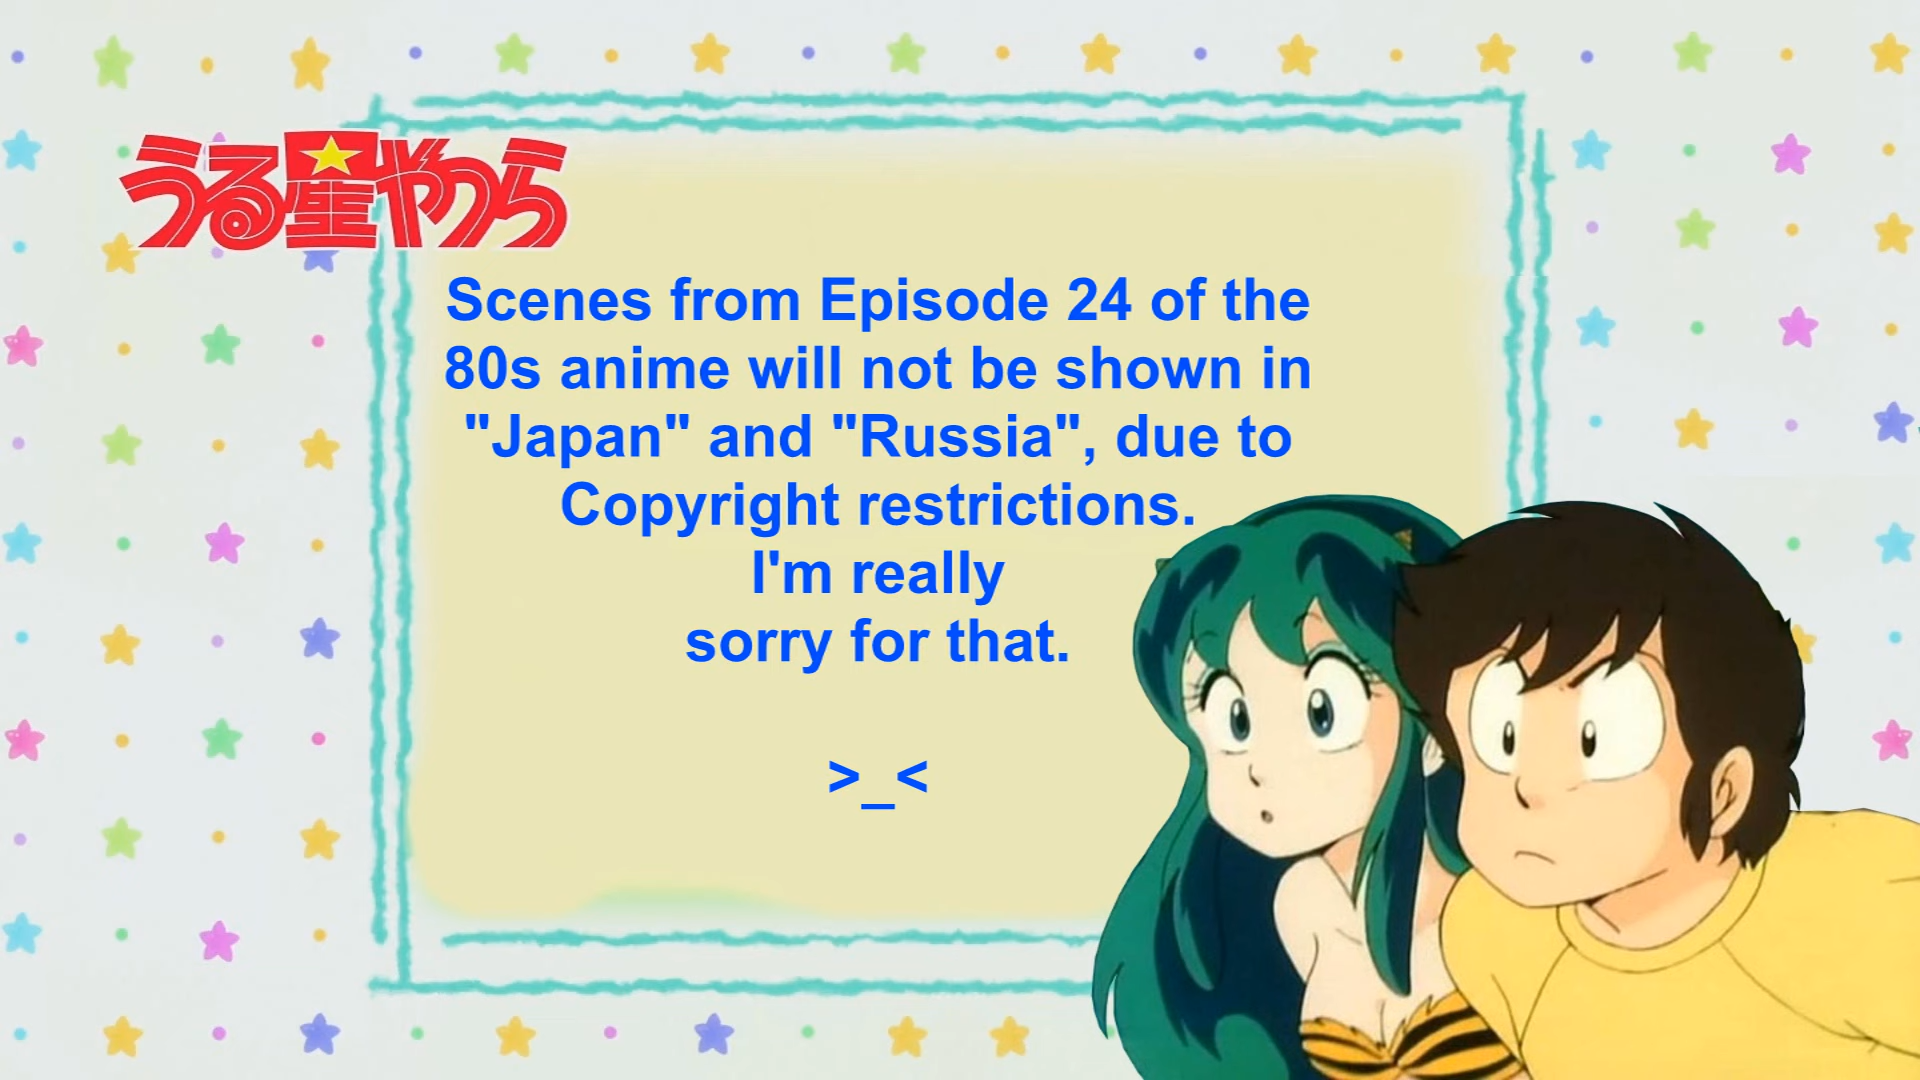 うる星やつら
Scenes from Episode 24 of the
80s anime will not be shown in
"Japan" and "Russia", due to
Copyright restrictions.
I'm really
sorry for that.
>_<